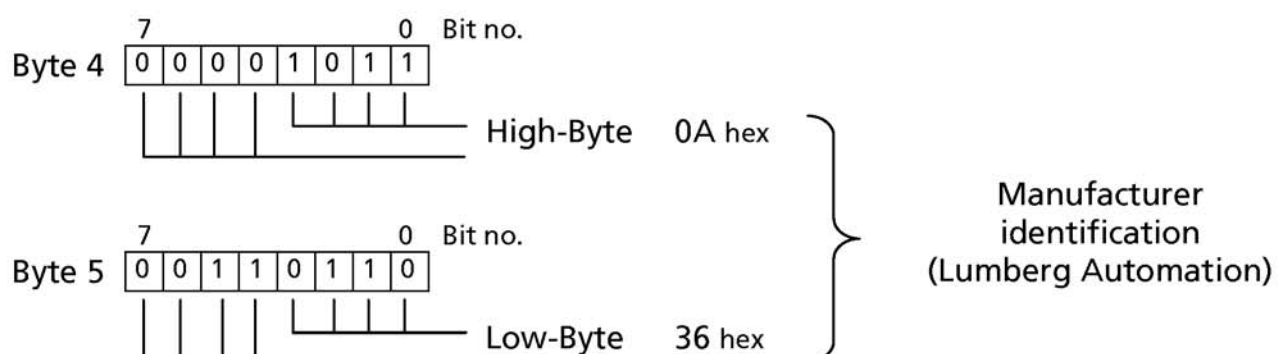 7 0 Bit no.
Byte 4 0 0 0 0 1 0 1 1
High-Byte 0A hex
7 0 Bit no.
Byte 5 0 0 1 1 0 1 1 0
Low-Byte 36 hex
Manufacturer
identification
(Lumberg Automation)